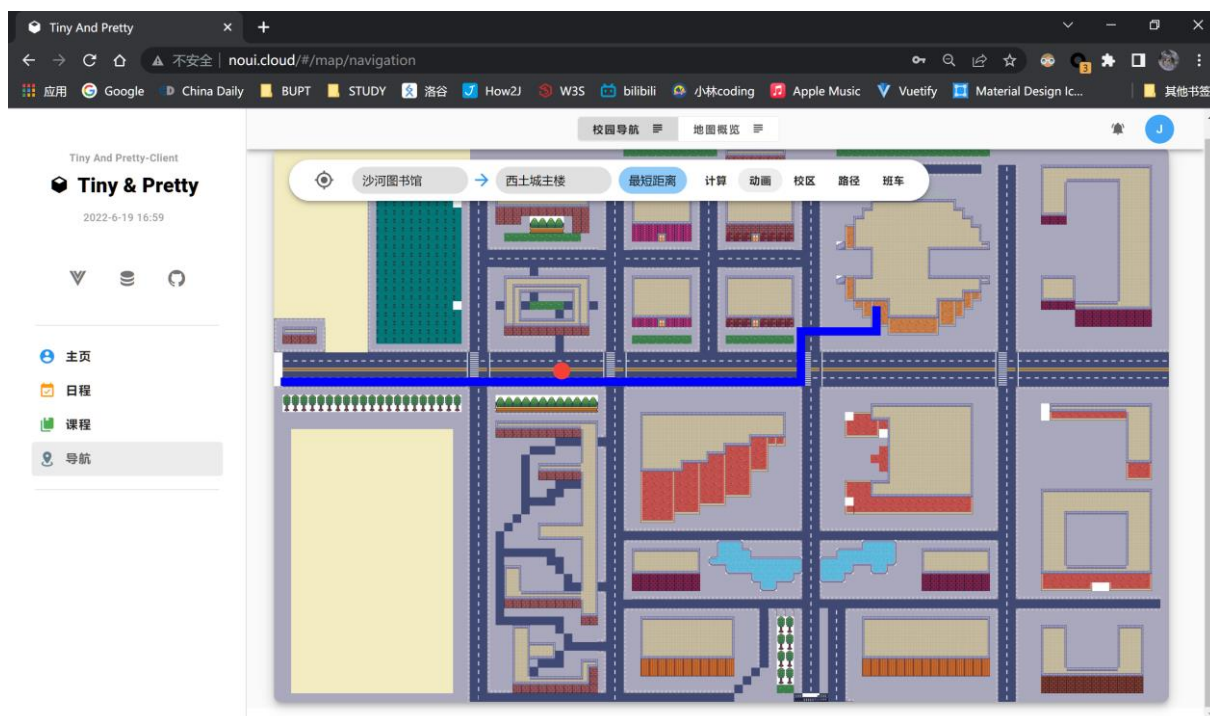 Tiny And Pretty
不安全 noui.cloud/#/map/navigation
3
应用 Google China Daily BUPT STUDY 洛谷 How2J W3S bilibili 小林coding Apple Music Vuetify Material Design Ic... 其他书签
校园导航 地图概览 J
Tiny And Pretty-Client
Tiny & Pretty
2022-6-19 16:59
沙河图书馆 → 西土城主楼 最短距离 计算 动画 校区 路径 班车
主页
日程
课程
导航